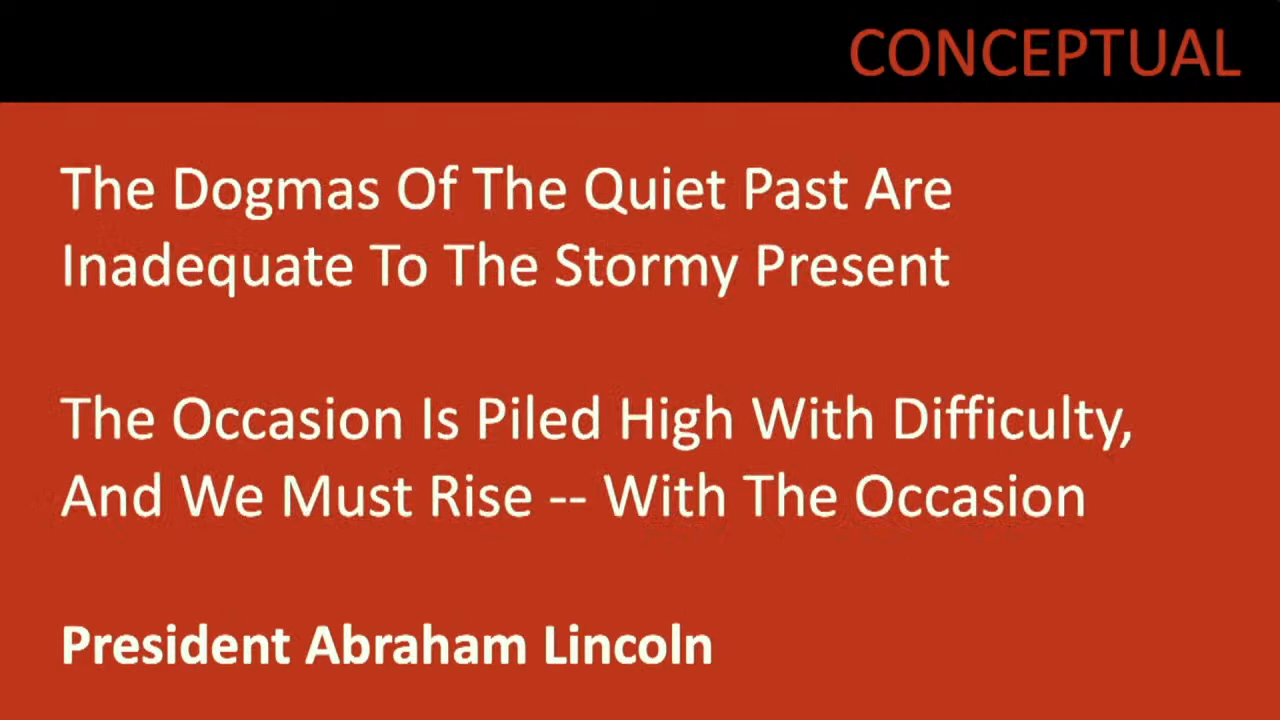 CONCEPTUAL
The Dogmas Of The Quiet Past Are
Inadequate To The Stormy Present
The Occasion Is Piled High With Difficulty,
And We Must Rise -- With The Occasion
President Abraham Lincoln